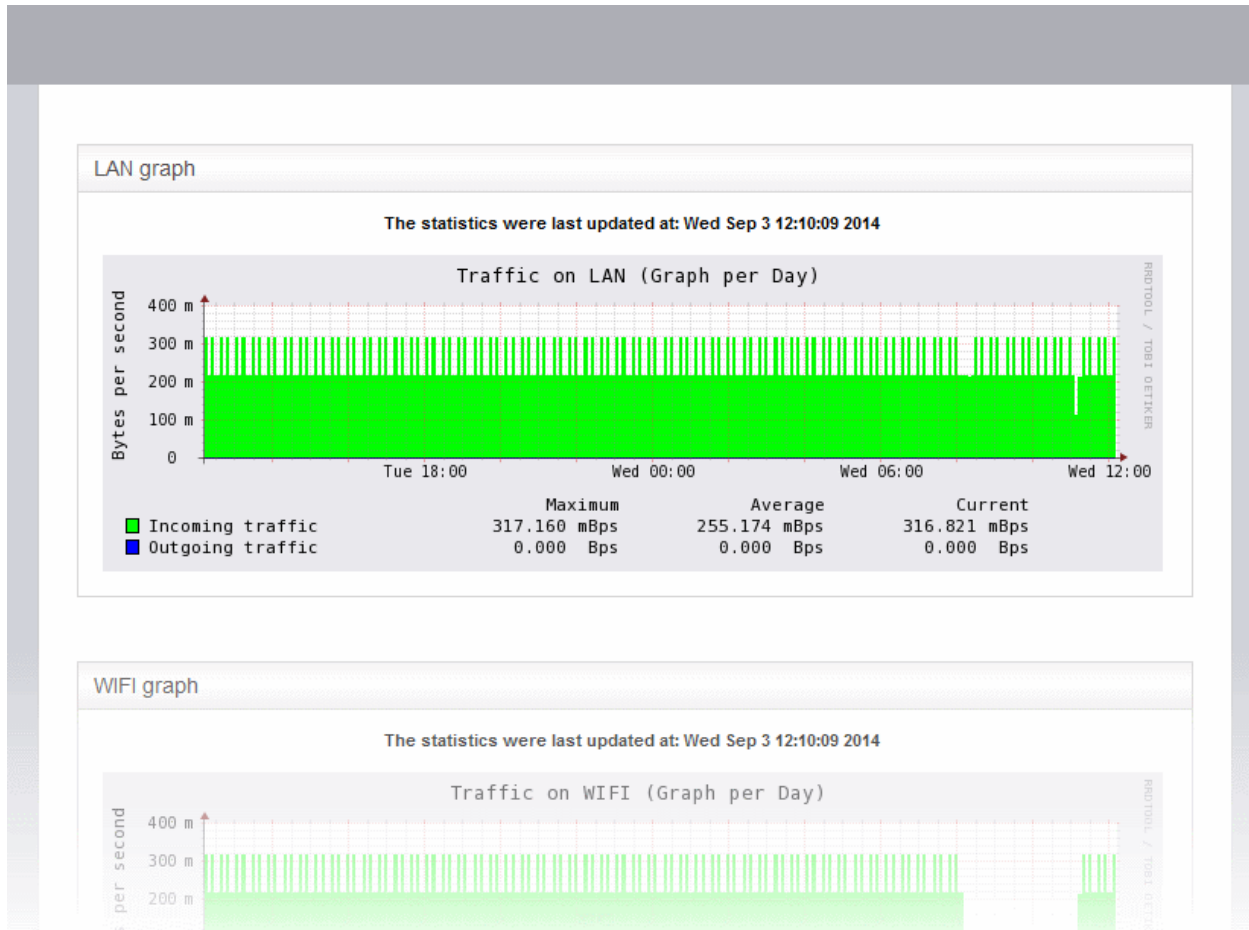 LAN graph
The statistics were last updated at: Wed Sep 3 12:10:09 2014
Traffic on LAN (Graph per Day)
RRDTOOL / TOBI OETIKER
Bytes per second
400 m
300 m
200 m
100 m
0
Tue 18:00 Wed 00:00 Wed 06:00 Wed 12:00
Maximum Average Current
Incoming traffic 317.160 mBps 255.174 mBps 316.821 mBps
Outgoing traffic 0.000 Bps 0.000 Bps 0.000 Bps
WIFI graph
The statistics were last updated at: Wed Sep 3 12:10:09 2014
Traffic on WIFI (Graph per Day)
RRDTOOL / TOBI
per second
400 m
300 m
200 m